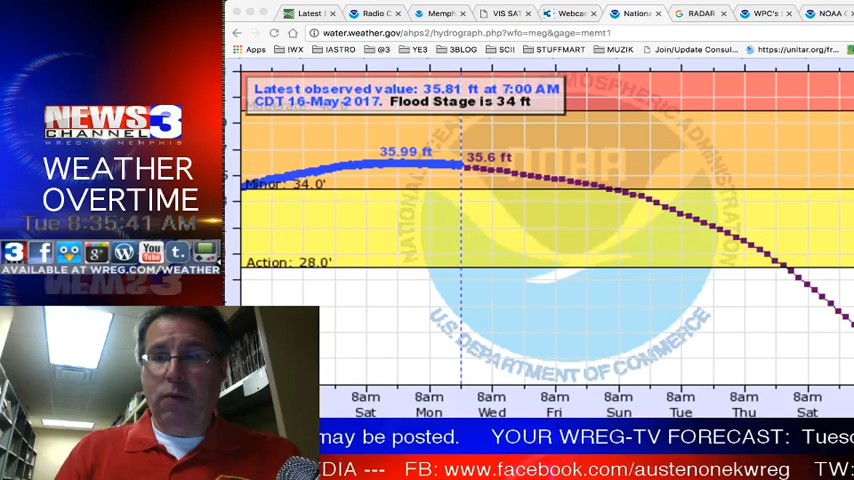 Latest
Radio C
Memph
VIS SAT
Webcar
Nationa
RADAR
WPC's
NOAA
water.weather.gov/ahps2/hydrograph.php?wfo=meg&gage=memt1
Apps
IWX
IASTRO
@3
YE2
3BLOG
SC!!
STUFFMART
MUZIK
Join/Update Consul...
https://unitar.org/fr...
Latest observed value: 35.81 ft at 7:00 AM
CDT 16-May-2017. Flood Stage is 34 ft
35.99 ft
35.6 ft
Minor: 34.0'
Action: 28.0'
NATIONAL
ATMOSPHERIC ADMINISTRATION
NOAA
U.S. DEPARTMENT OF COMMERCE
8am 8am 8am 8am 8am 8am 8am 8am
Sat Mon Wed Fri Sun Tue Thu Sat
NEWS
CHANNEL 3
WREG-TV MEMPHIS
WEATHER
OVERTIME
Tue 8:35:41 AM
AVAILABLE AT WREG.COM/WEATHER
may be posted. YOUR WREG-TV FORECAST: Tuesd
DIA --- FB: www.facebook.com/austenonekwreg TW: